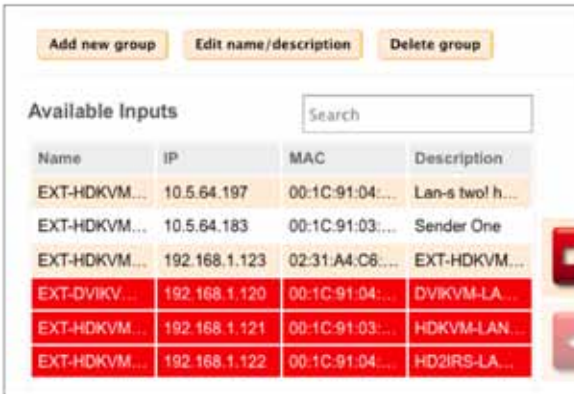 Add new group Edit name/description Delete group
Available Inputs Search
Name IP MAC Description
EXT-HDKVM... 10.5.64.197 00:1C:91:04:... Lan-s two! h...
EXT-HDKVM... 10.5.64.183 00:1C:91:03:... Sender One
EXT-HDKVM... 192.168.1.123 02:31:A4:C6:... EXT-HDKVM...
EXT-DVIKV... 192.168.1.120 00:1C:91:04:... DVIKVM-LA...
EXT-HDKVM... 192.168.1.121 00:1C:91:03:... HDKVM-LAN...
EXT-HDKVM... 192.168.1.122 00:1C:91:04:... HD2IRS-LA...